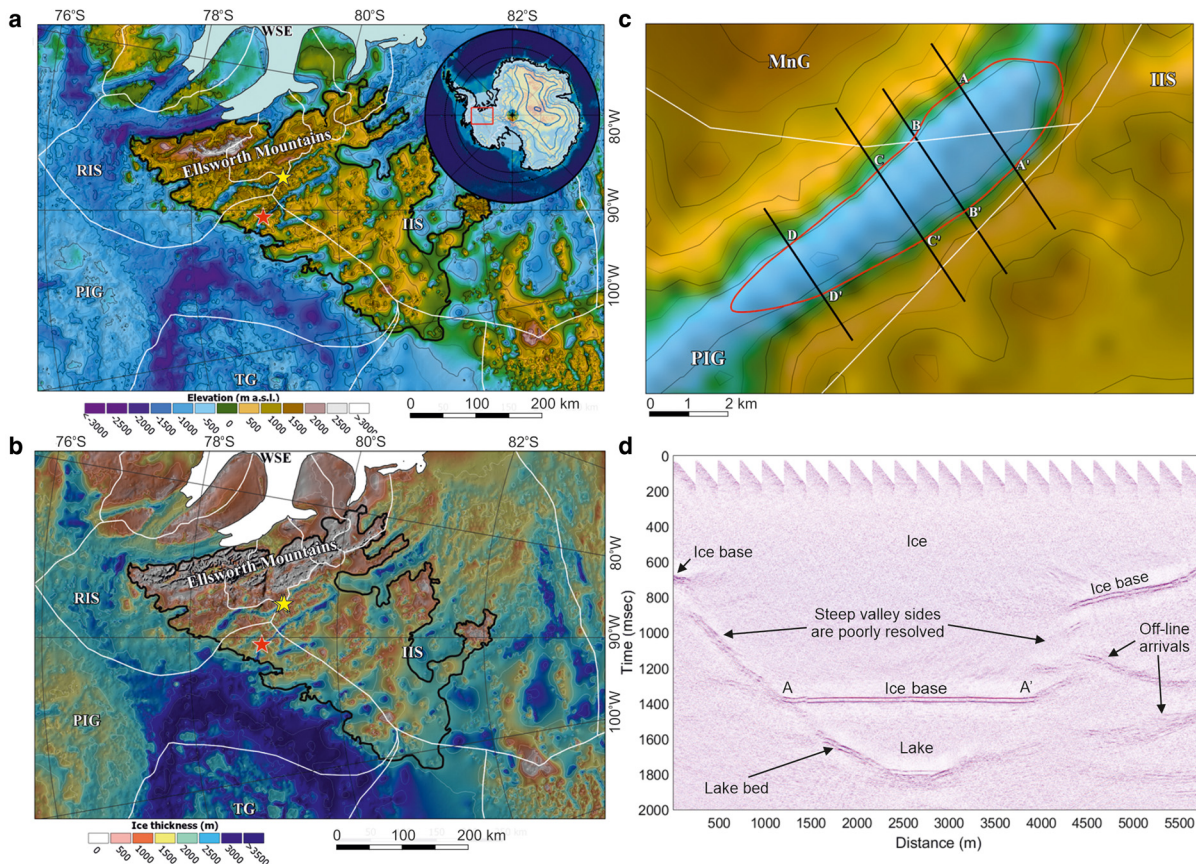 a
76°S
78°S
80°S
82°S
WSE
Ellsworth Mountains
RIS
IIS
PIG
TG
80°W
90°W
100°W
Elevation (m a.s.l.)
<-3000
-2500
-2000
-1500
-1000
-500
0
500
1000
1500
2000
2500
>3000
0 100 200 km
b
76°S
78°S
80°S
82°S
WSE
Ellsworth Mountains
RIS
IIS
PIG
TG
80°W
90°W
100°W
Ice thickness (m)
0
500
1000
1500
2000
2500
3000
>3500
0 100 200 km
c
MnG
IIS
A
B
C
A'
B'
C'
D
D'
PIG
0 1 2 km
d
0
200
400
600
800
1000
1200
1400
1600
1800
2000
Time (msec)
Ice
Ice base
Ice base
Steep valley sides
are poorly resolved
Off-line
arrivals
A
Ice base
A'
Lake
Lake bed
500 1000 1500 2000 2500 3000 3500 4000 4500 5000 5500
Distance (m)